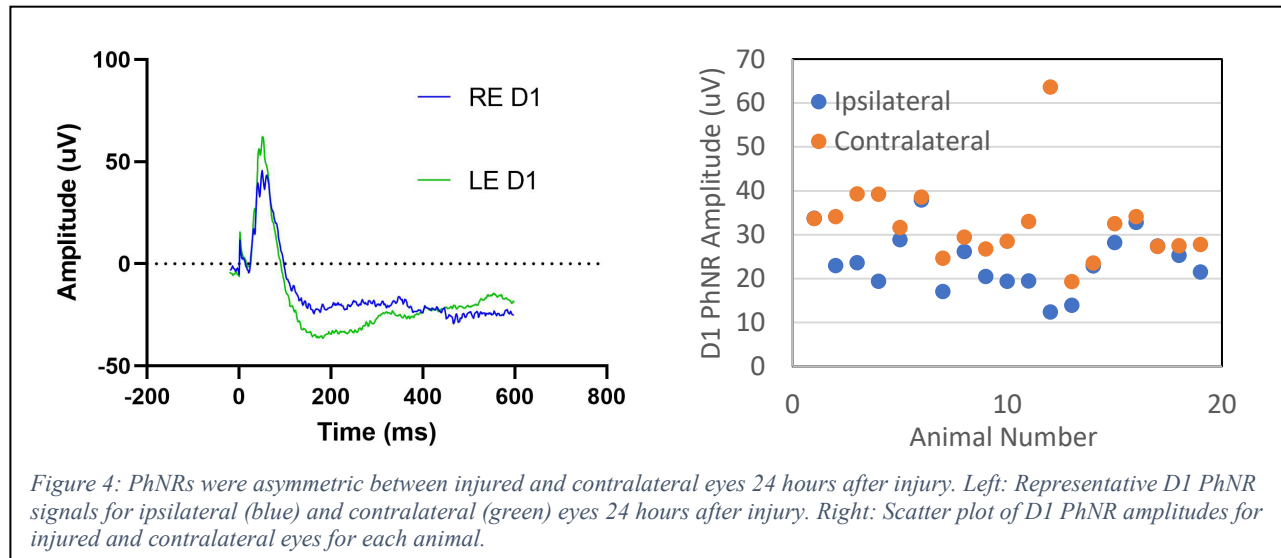 100
50
0
-50
-200
0
200
400
600
800
Amplitude (uV)
Time (ms)
RE D1
LE D1
70
60
50
40
30
20
10
0
0
10
20
D1 PhNR Amplitude (uV)
Animal Number
Ipsilateral
Contralateral
Figure 4: PhNRs were asymmetric between injured and contralateral eyes 24 hours after injury. Left: Representative D1 PhNR
signals for ipsilateral (blue) and contralateral (green) eyes 24 hours after injury. Right: Scatter plot of D1 PhNR amplitudes for
injured and contralateral eyes for each animal.